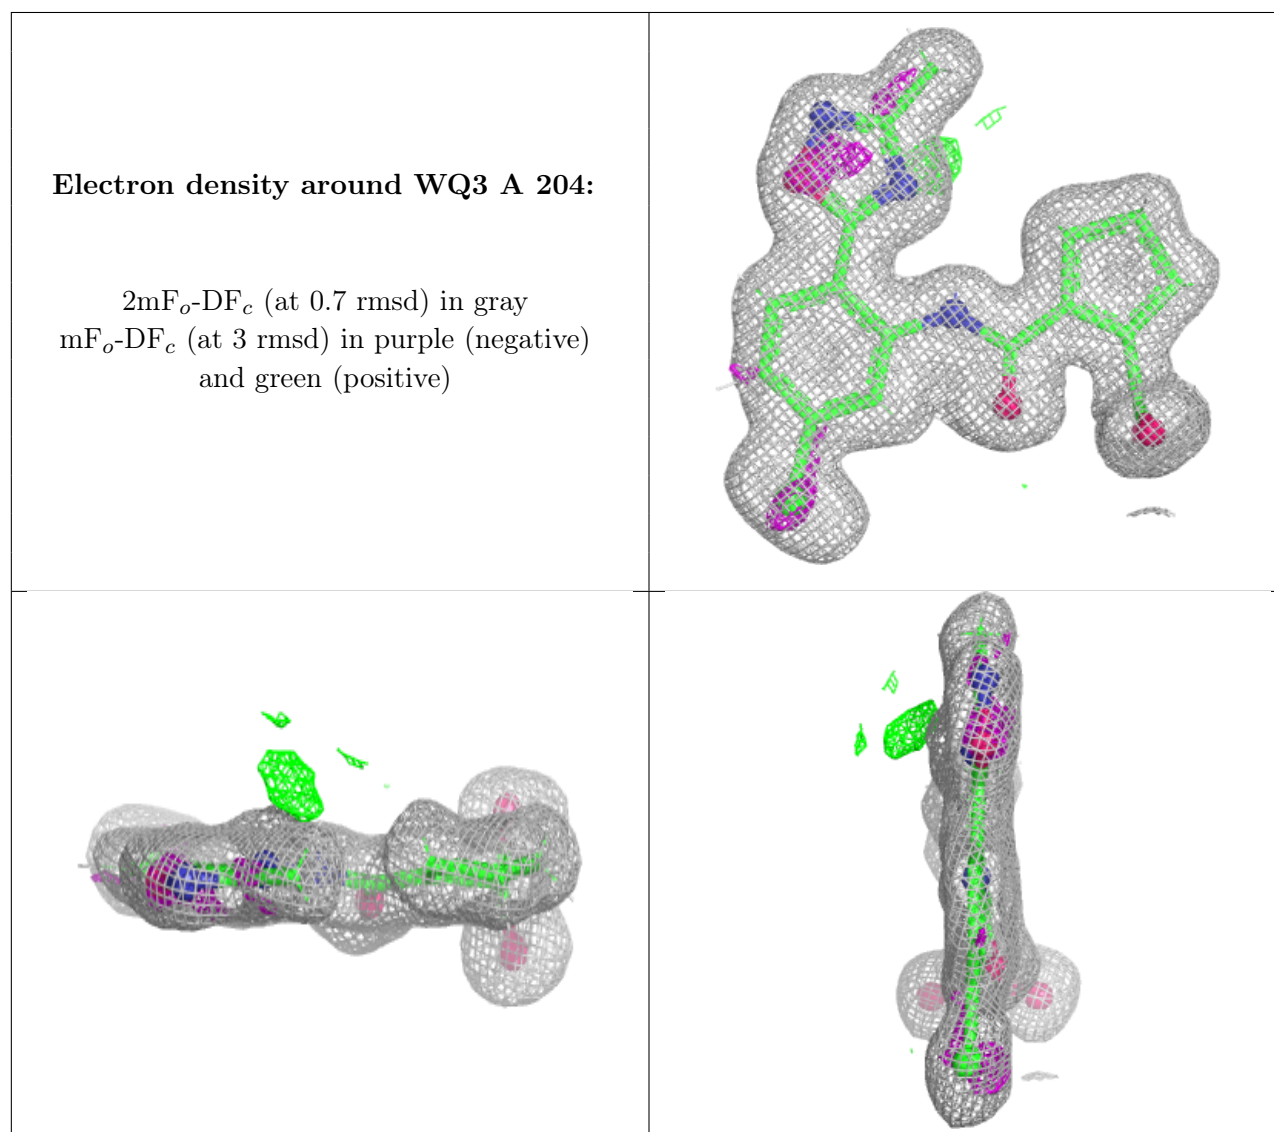 Electron density around WQ3 A 204:
2mFo-DFc (at 0.7 rmsd) in gray
mFo-DFc (at 3 rmsd) in purple (negative)
and green (positive)